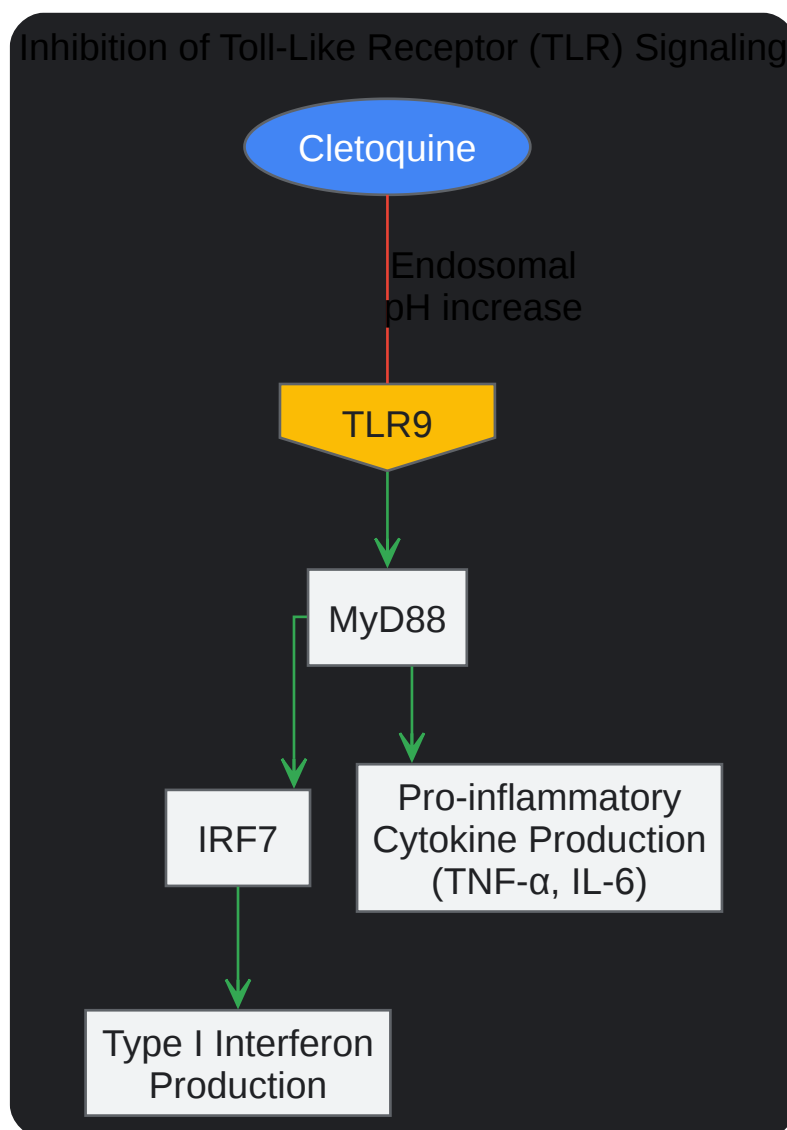 Inhibition of Toll-Like Receptor (TLR) Signaling
Cletoquine
Endosomal
pH increase
TLR9
MyD88
IRF7
Pro-inflammatory
Cytokine Production
(TNF-α, IL-6)
Type I Interferon
Production